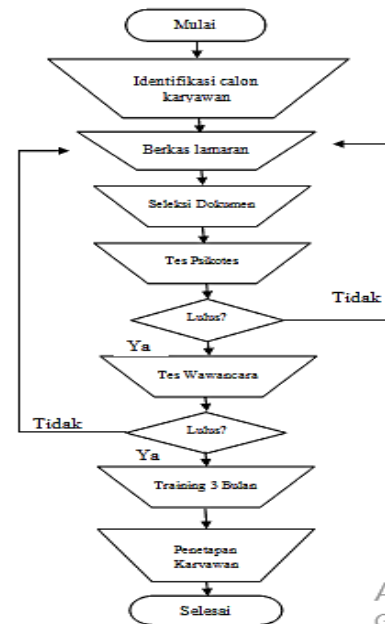 Mulai
Identifikasi calon
karyawan
Berkas lamaran
Seleksi Dokumen
Tes Psikotes
Lulus?
Tidak
Ya
Tes Wawancara
Tidak
Lulus?
Ya
Training 3 Bulan
Penetapan
Karyawan
Selesai